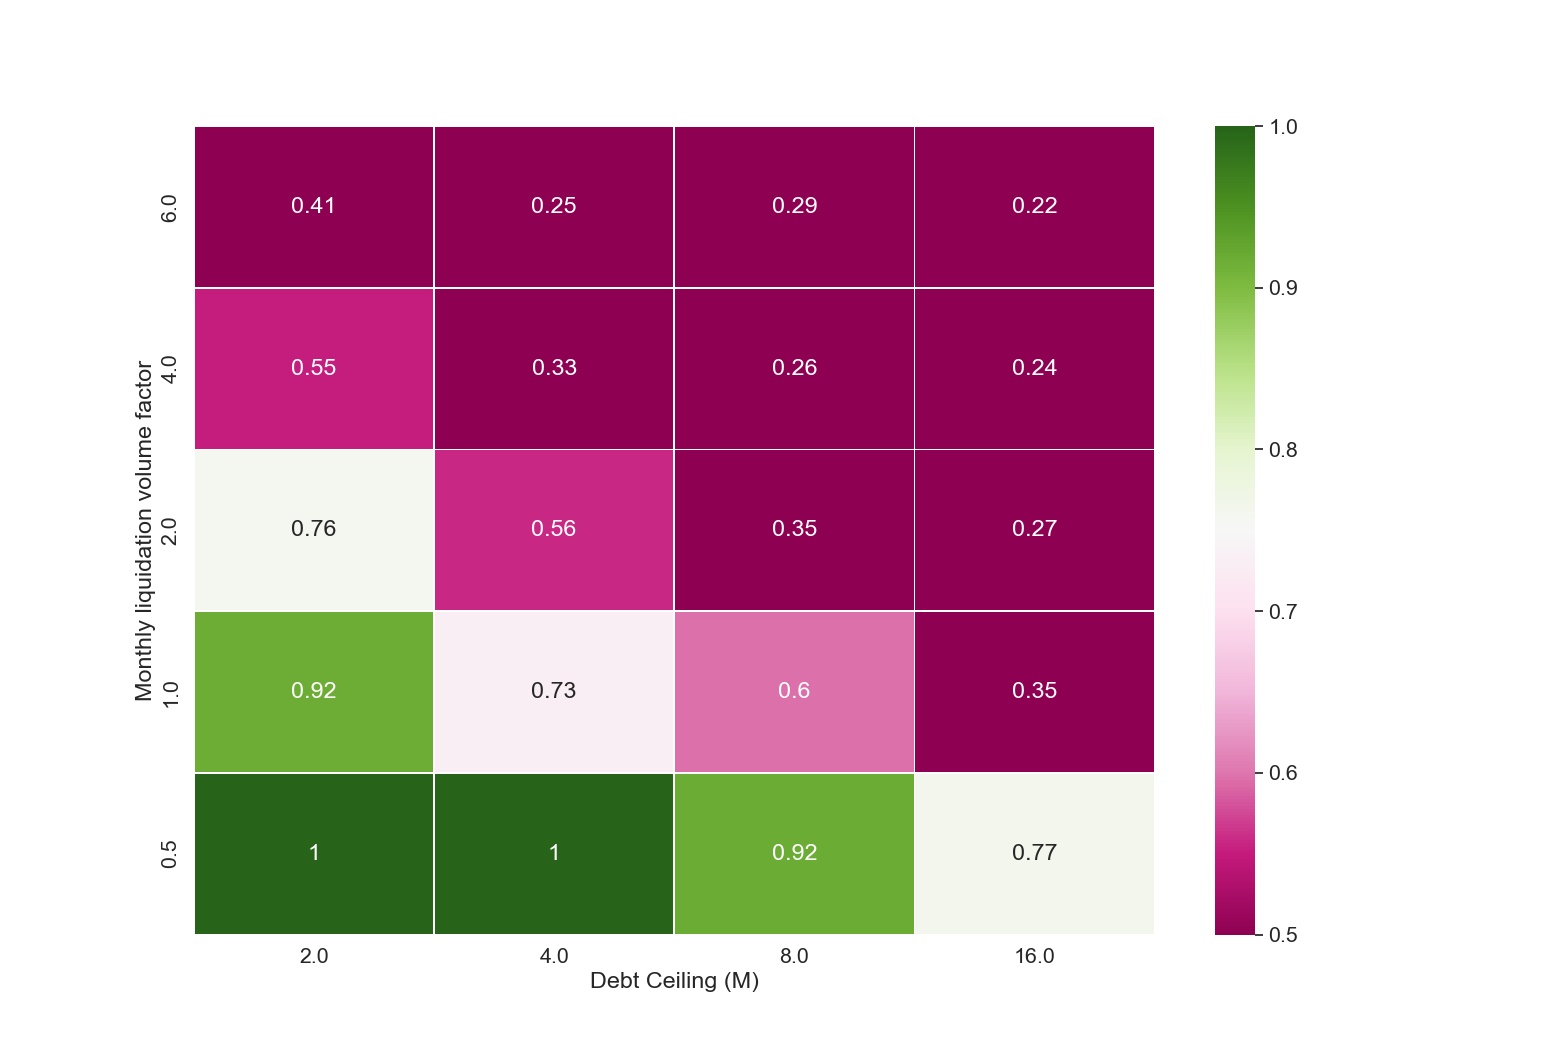 Monthly liquidation volume factor
6.0 0.41 0.25 0.29 0.22
4.0 0.55 0.33 0.26 0.24
2.0 0.76 0.56 0.35 0.27
1.0 0.92 0.73 0.6 0.35
0.5 1 1 0.92 0.77
2.0 4.0 8.0 16.0
Debt Ceiling (M)
1.0
0.9
0.8
0.7
0.6
0.5